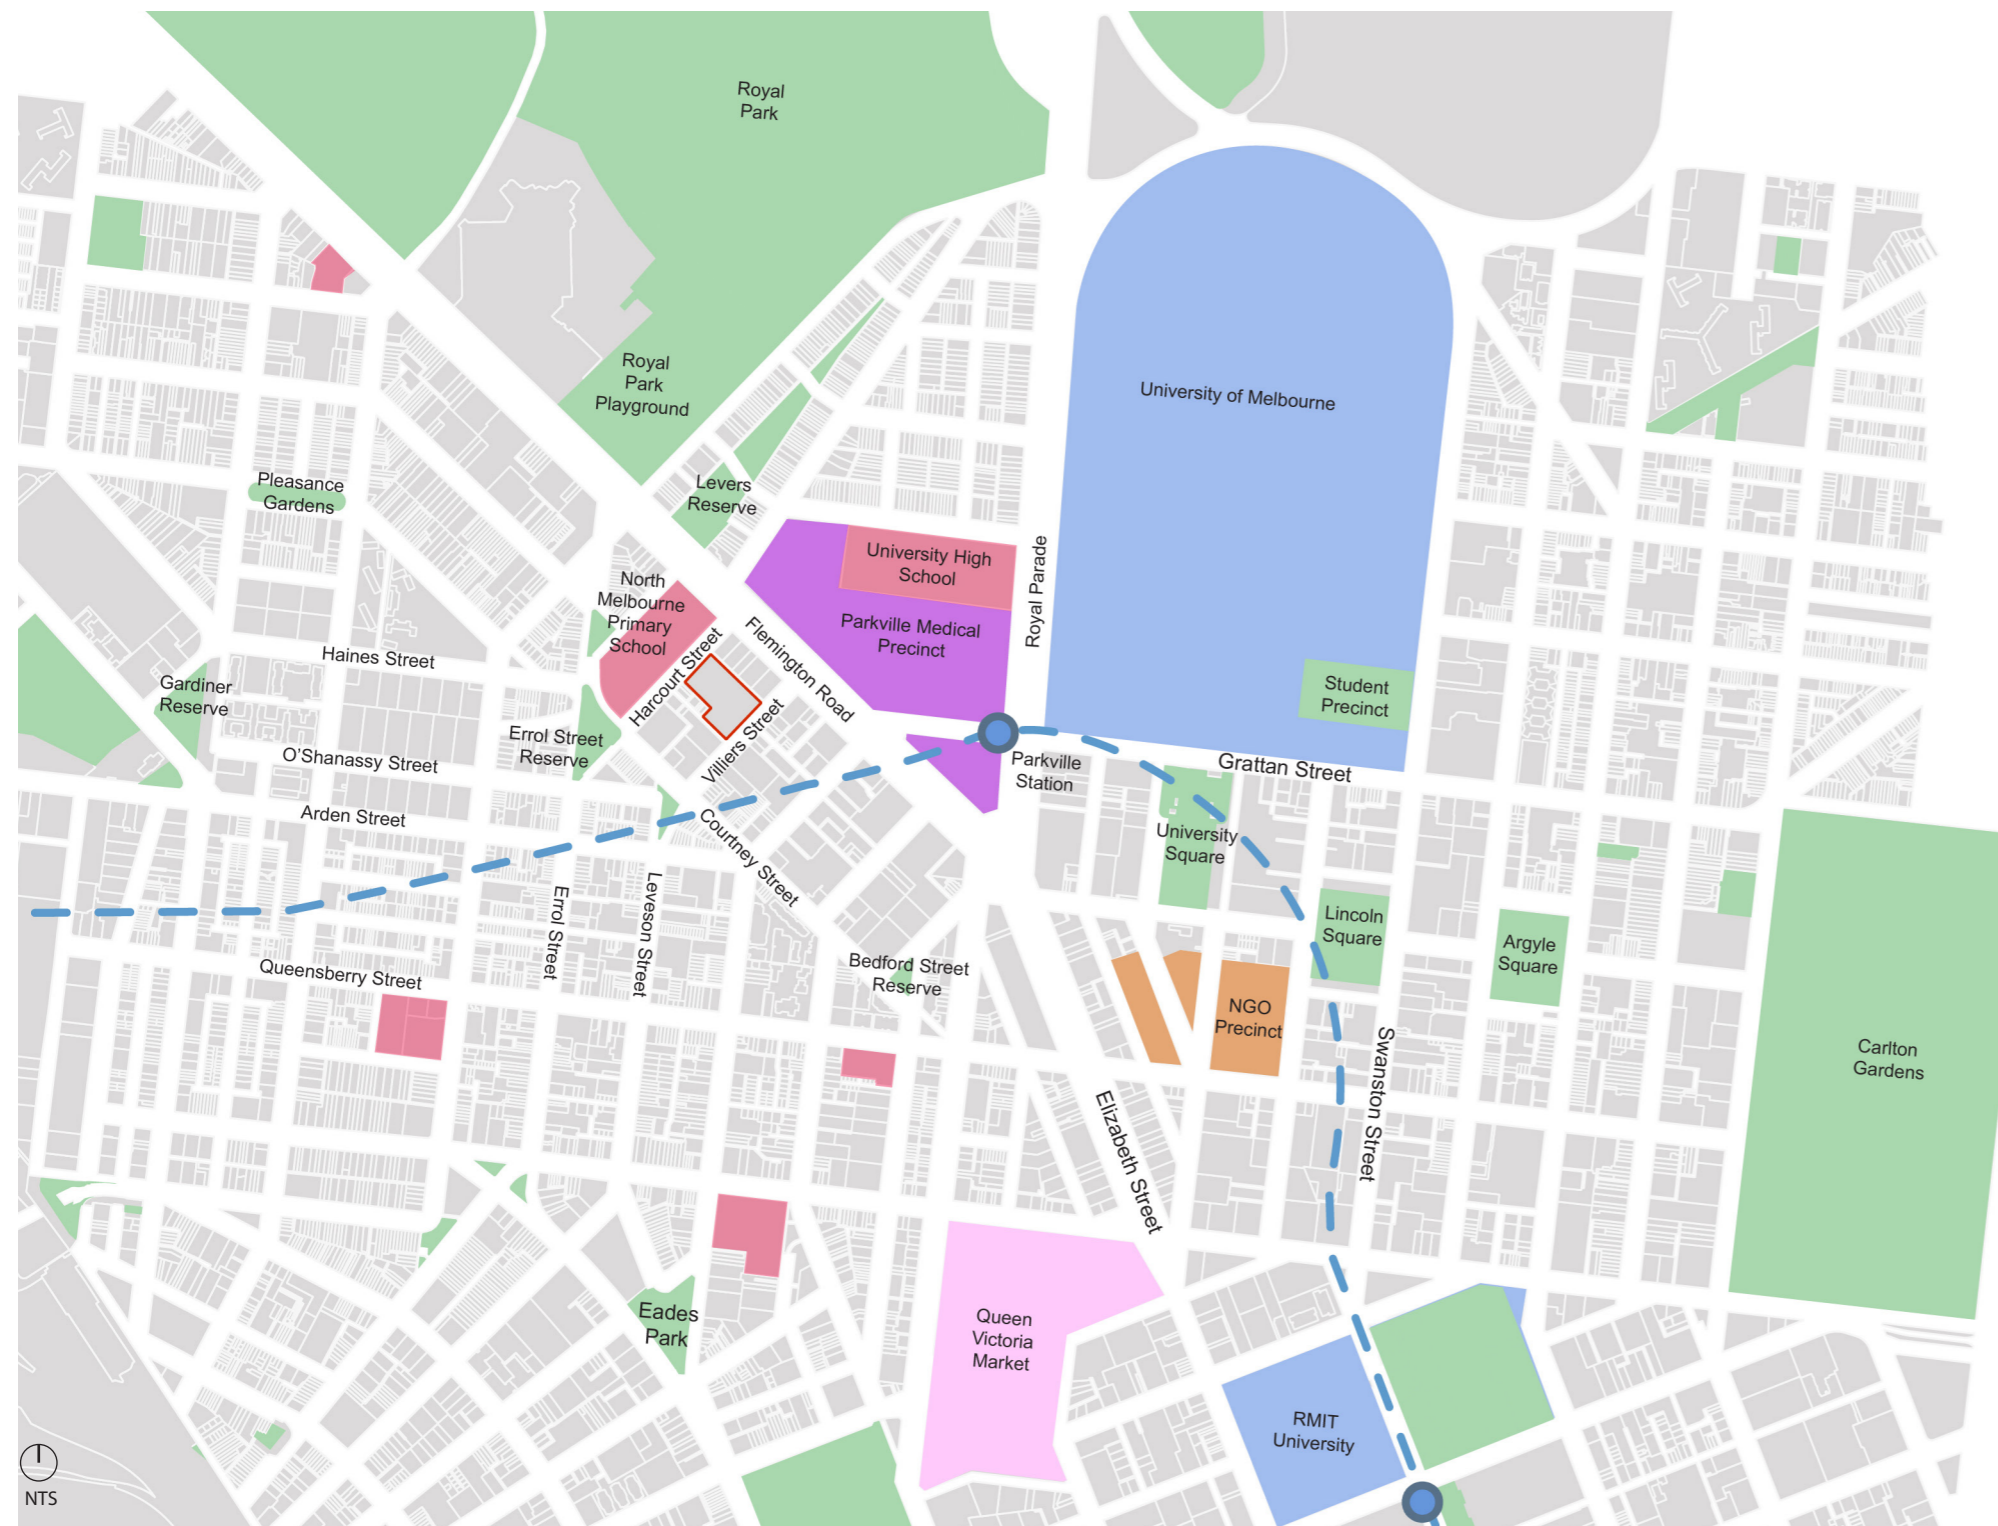 Royal
Park
Royal
Park
Playground
University of Melbourne
Pleasance
Gardens
Levers
Reserve
University High
School
Royal Parade
North
Melbourne
Primary
School
Parkville Medical
Precinct
Flemington Road
Harcourt Street
Haines Street
Gardiner
Reserve
Student
Precinct
Villiers Street
Errol Street
Reserve
O'Shanassy Street
Parkville
Station
Grattan Street
Arden Street
University
Square
Courtney Street
Errol Street
Leveson Street
Lincoln
Square
Argyle
Square
Queensberry Street
Bedford Street
Reserve
NGO
Precinct
Swanston Street
Carlton
Gardens
Elizabeth Street
Eades
Park
Queen
Victoria
Market
RMIT
University
NTS